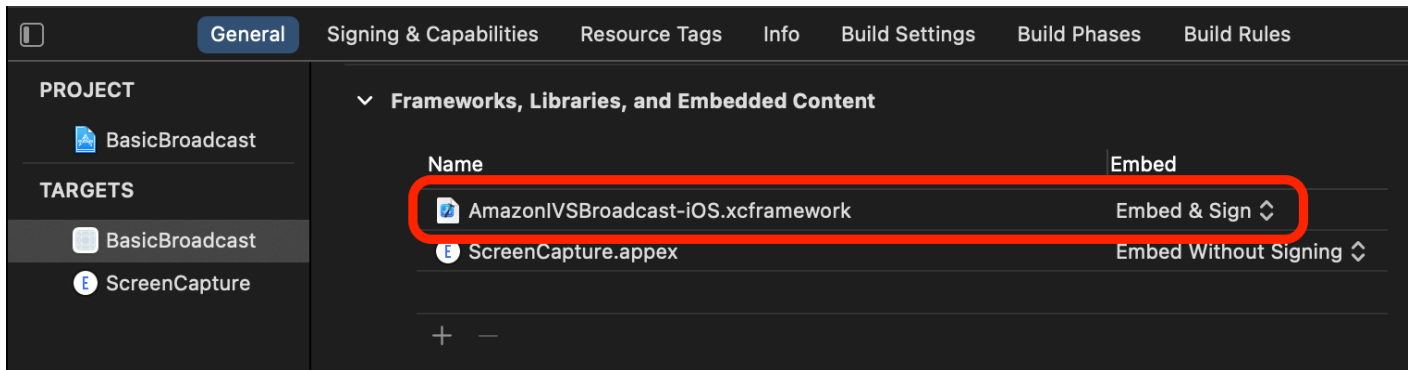 General Signing & Capabilities Resource Tags Info Build Settings Build Phases Build Rules
PROJECT
BasicBroadcast
TARGETS
BasicBroadcast
E ScreenCapture
Frameworks, Libraries, and Embedded Content
Name Embed
AmazonIVSBroadcast-iOS.xcframework Embed & Sign
E ScreenCapture.appex Embed Without Signing